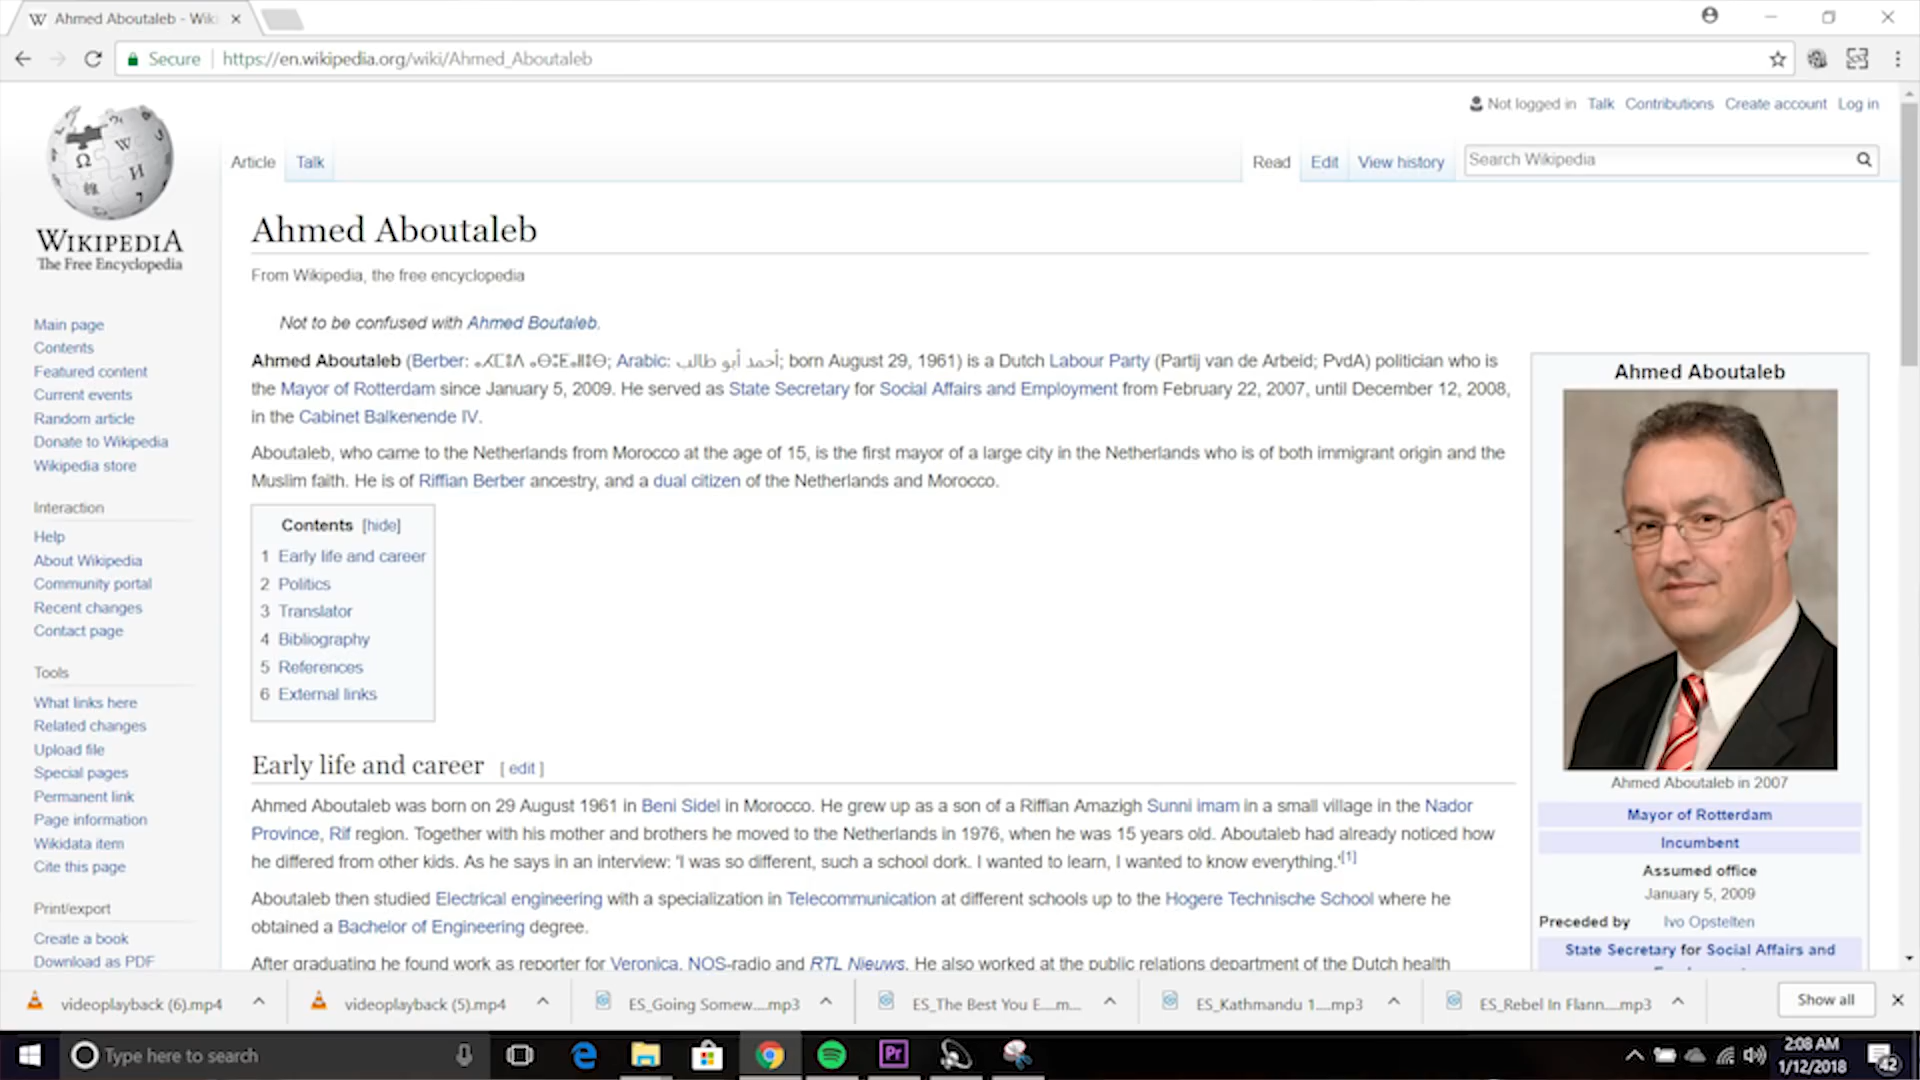 Ahmed Aboutaleb - Wiki
Secure https://en.wikipedia.org/wiki/Ahmed_Aboutaleb
Not logged in Talk Contributions Create account Log in
Article Talk Read Edit View history Search Wikipedia
WIKIPEDIA
The Free Encyclopedia
Main page
Contents
Featured content
Current events
Random article
Donate to Wikipedia
Wikipedia store
Interaction
Help
About Wikipedia
Community portal
Recent changes
Contact page
Tools
What links here
Related changes
Upload file
Special pages
Permanent link
Page information
Wikidata item
Cite this page
Print/export
Create a book
Download as PDF
Ahmed Aboutaleb
From Wikipedia, the free encyclopedia
Not to be confused with Ahmed Boutaleb.
Ahmed Aboutaleb (Berber: ; Arabic: أحمد أبو طالب; born August 29, 1961) is a Dutch Labour Party (Partij van de Arbeid; PvdA) politician who is
the Mayor of Rotterdam since January 5, 2009. He served as State Secretary for Social Affairs and Employment from February 22, 2007, until December 12, 2008,
in the Cabinet Balkenende IV.
Aboutaleb, who came to the Netherlands from Morocco at the age of 15, is the first mayor of a large city in the Netherlands who is of both immigrant origin and the
Muslim faith. He is of Riffian Berber ancestry, and a dual citizen of the Netherlands and Morocco.
Contents [hide]
1 Early life and career
2 Politics
3 Translator
4 Bibliography
5 References
6 External links
Early life and career [ edit ]
Ahmed Aboutaleb was born on 29 August 1961 in Beni Sidel in Morocco. He grew up as a son of a Riffian Amazigh Sunni imam in a small village in the Nador
Province, Rif region. Together with his mother and brothers he moved to the Netherlands in 1976, when he was 15 years old. Aboutaleb had already noticed how
he differed from other kids. As he says in an interview: 'I was so different, such a school dork. I wanted to learn, I wanted to know everything.'[1]
Aboutaleb then studied Electrical engineering with a specialization in Telecommunication at different schools up to the Hogere Technische School where he
obtained a Bachelor of Engineering degree.
After graduating he found work as reporter for Veronica, NOS-radio and RTL Nieuws. He also worked at the public relations department of the Dutch health
Ahmed Aboutaleb
Ahmed Aboutaleb in 2007
Mayor of Rotterdam
Incumbent
Assumed office
January 5, 2009
Preceded by Ivo Opstelten
State Secretary for Social Affairs and
videoplayback (6).mp4 videoplayback (5).mp4 ES_Going Somew....mp3 ES_The Best You E....m... ES_Kathmandu 1....mp3 ES_Rebel In Flann....mp3 Show all
Type here to search Pr 2:08 AM
1/12/2018 42